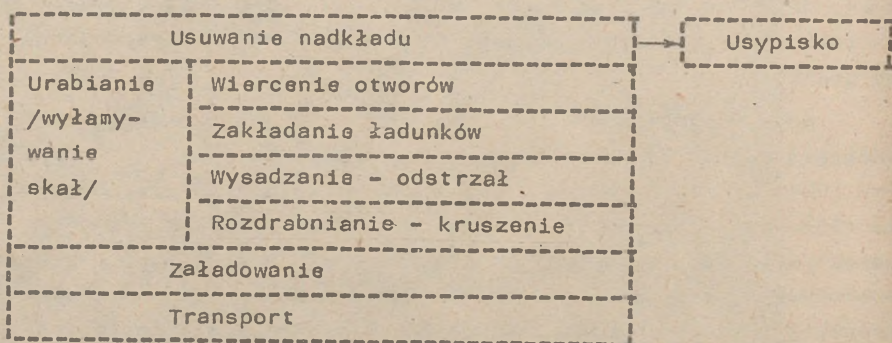 Usuwanie nadkładu
Usypisko
Urabianie
/wyłamy-
wanie
skał/
Wiercenie otworów
Zakładanie ładunków
Wysadzanie - odstrzał
Rozdrabnianie - kruszenie
Załadowanie
Transport